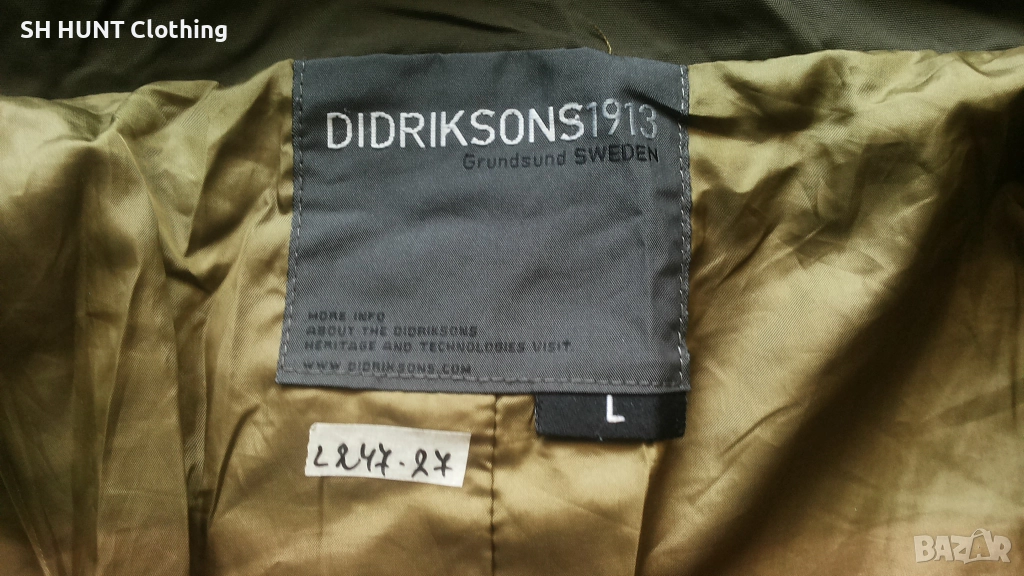 SH HUNT Clothing
DIDRIKSONS1913
Grundsund SWEDEN
MORE INFO
ABOUT THE DIDRIKSONS
HERITAGE AND TECHNOLOGIES VISIT
WWW.DIDRIKSONS.COM
L
L247-27
BAZAR